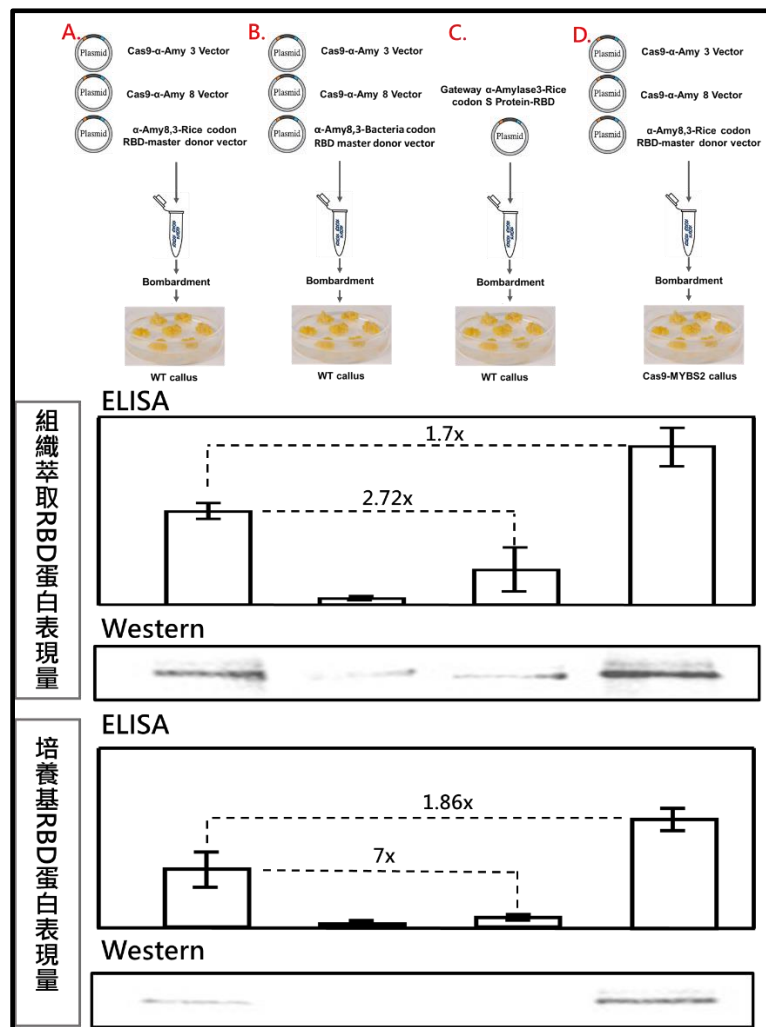 A.
Plasmid
Cas9-α-Amy 3 Vector
Plasmid
Cas9-α-Amy 8 Vector
Plasmid
α-Amy8,3-Rice codon
RBD-master donor vector
Bombardment
WT callus
B.
Plasmid
Cas9-α-Amy 3 Vector
Plasmid
Cas9-α-Amy 8 Vector
Plasmid
α-Amy8,3-Bacteria codon
RBD master donor vector
Bombardment
WT callus
C.
Gateway α-Amylase3-Rice
codon S Protein-RBD
Plasmid
Bombardment
WT callus
D.
Plasmid
Cas9-α-Amy 3 Vector
Plasmid
Cas9-α-Amy 8 Vector
Plasmid
α-Amy8,3-Rice codon
RBD-master donor vector
Bombardment
Cas9-MYBS2 callus
組織萃取RBD蛋白表現量
ELISA
1.7x
2.72x
Western
培養基RBD蛋白表現量
ELISA
1.86x
7x
Western